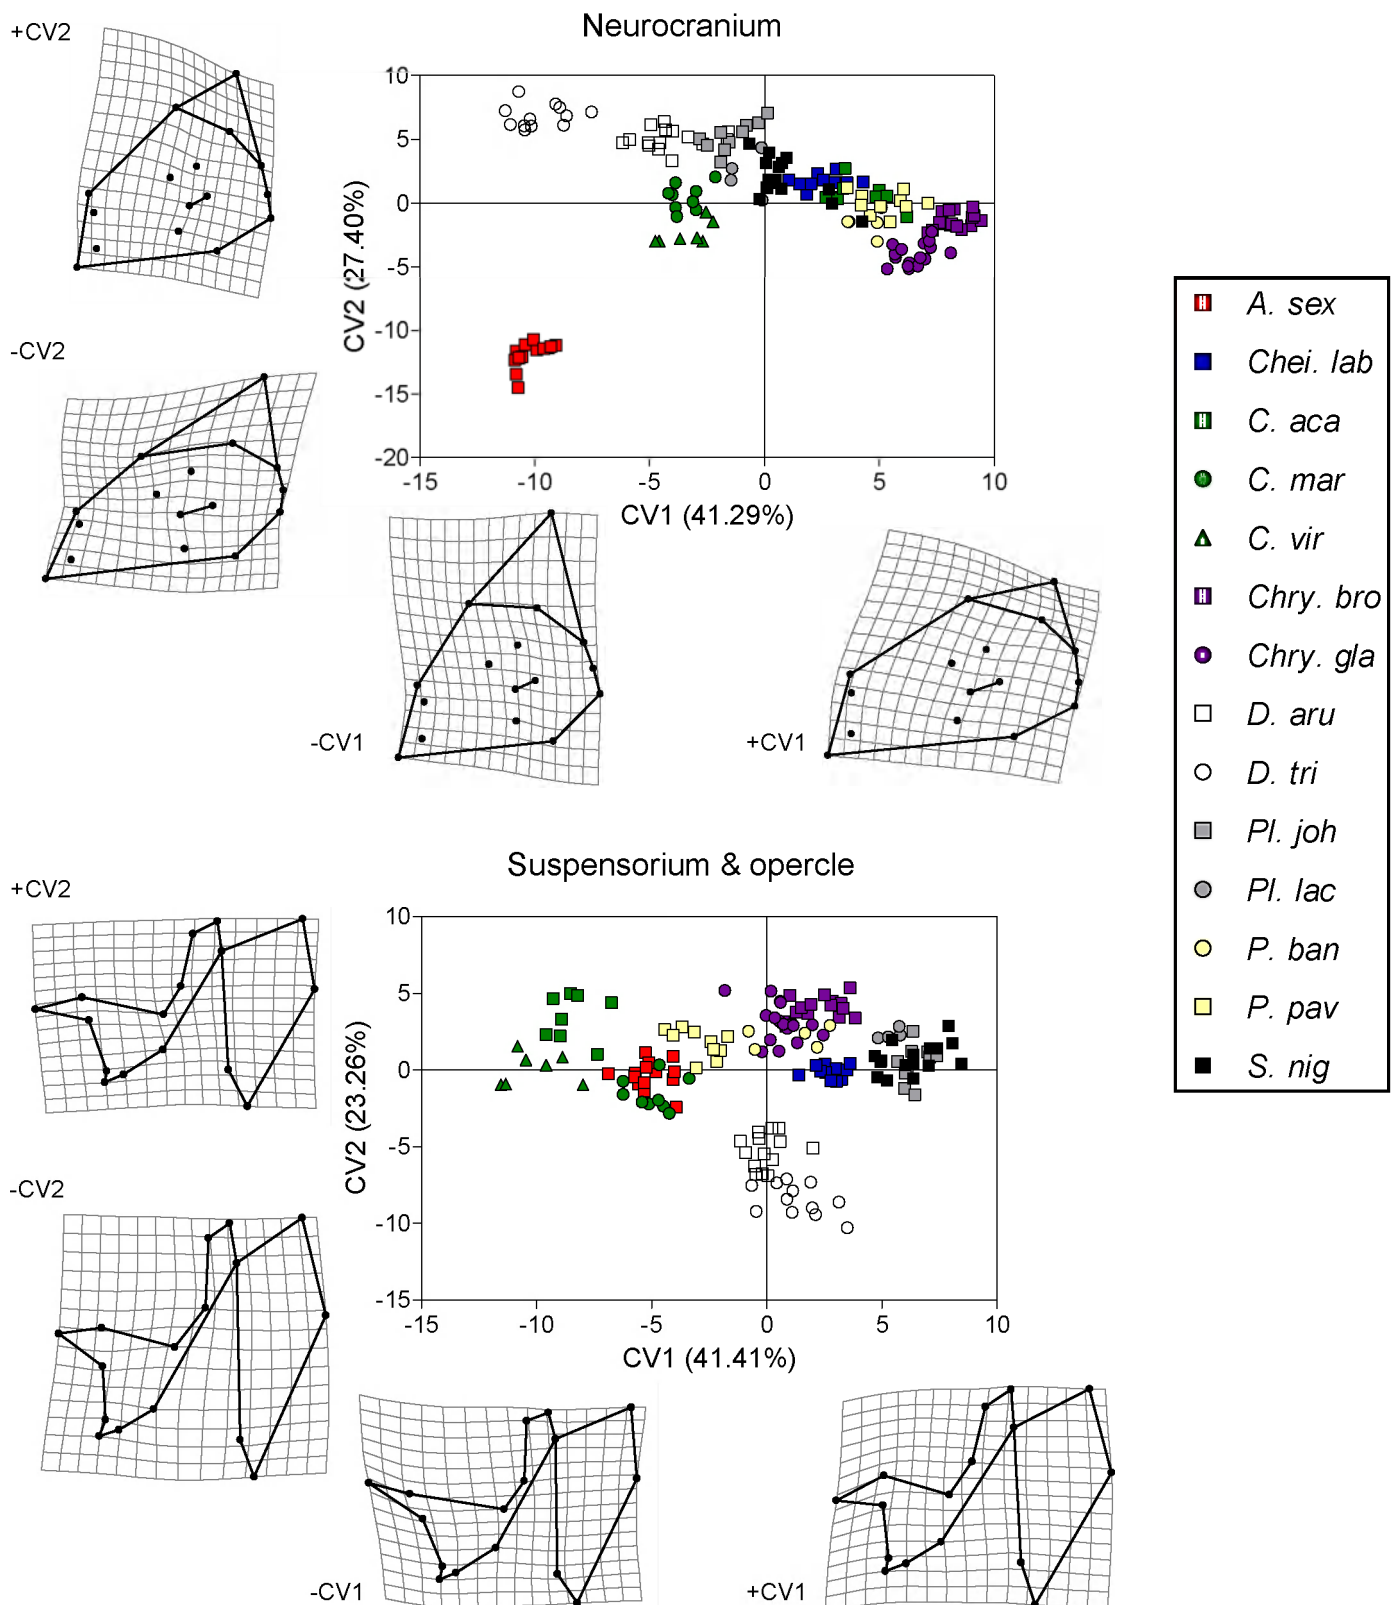 Neurocranium
+CV2
-CV2
CV2 (27.40%)
10
5
0
-5
-10
-15
-20
-15
-10
-5
0
5
10
CV1 (41.29%)
-CV1
+CV1
A. sex
Chei. lab
C. aca
C. mar
C. vir
Chry. bro
Chry. gla
D. aru
D. tri
Pl. joh
Pl. lac
P. ban
P. pav
S. nig
Suspensorium & opercle
+CV2
-CV2
CV2 (23.26%)
10
5
0
-5
-10
-15
-15
-10
-5
0
5
10
CV1 (41.41%)
-CV1
+CV1